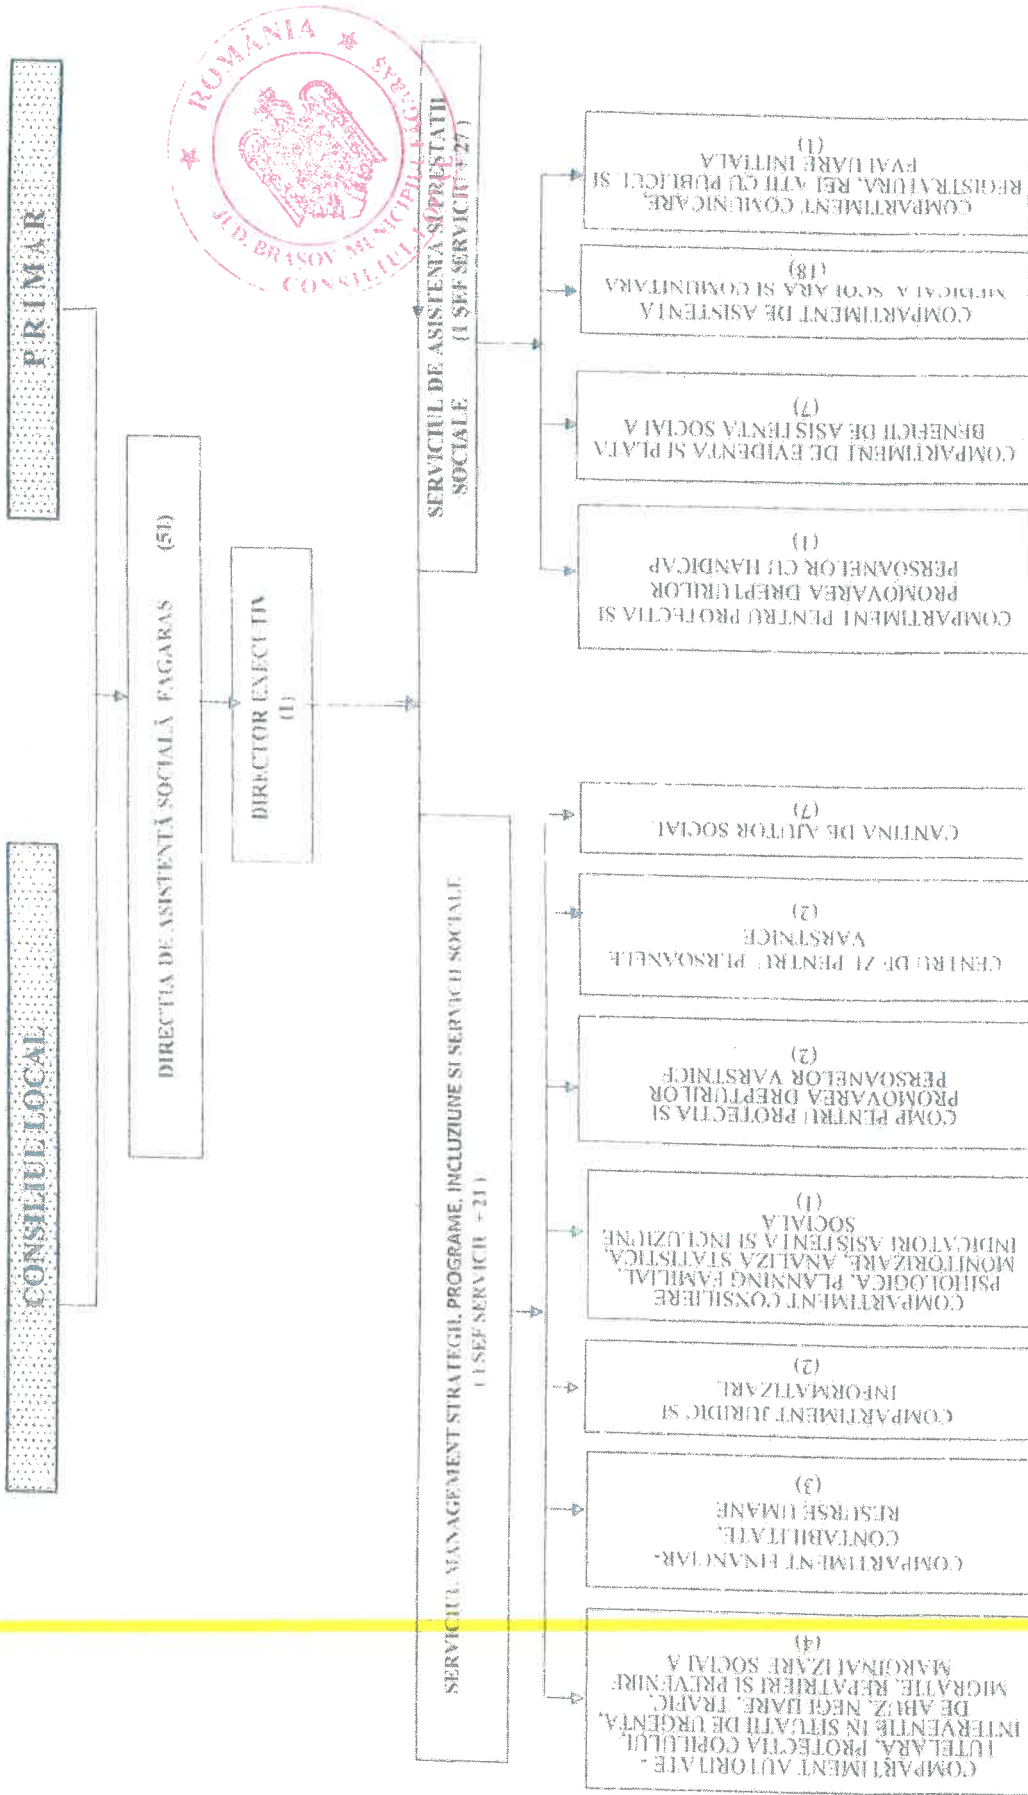 CONSILIUL LOCAL
PRIMAR
DIRECTIA DE ASISTENTĂ SOCIALĂ FAGARAS (51)
DIRECTOR EXECUTIV
(1)
SERVICIUL MANAGEMENT STRATEGII, PROGRAME, INCLUZIUNE SI SERVICII SOCIALE
(1 SEF SERVICIU + 21)
SERVICIUL DE ASISTENTA SI PRESTATII
SOCIALE (1 SEF SERVICIU + 27)
ROMÂNIA
JUD. BRAȘOV MUNICIPIUL FĂGĂRAȘ
CONSILIUL LOCAL
COMPARTIMENT AUTORITATE -
TUTELARA, PROTECTIA COPILULUI,
INTERVENTIE IN SITUATII DE URGENTA,
DE ABUZ, NEGLIJARE, TRAFIC,
MIGRATIE, REPATRIERI SI PREVENIRE
MARGINALIZARE SOCIALA
(4)
COMPARTIMENT FINANCIAR-
CONTABILITATE,
RESURSE UMANE
(3)
COMPARTIMENT JURIDIC SI
INFORMATIZARE
(2)
COMPARTIMENT CONSILIERE
PSIHOLOGICA, PLANNING FAMILIAL,
MONITORIZARE, ANALIZA STATISTICA,
INDICATORI ASISTENTA SI INCLUZIUNE
SOCIALA
(1)
COMP PENTRU PROTECTIA SI
PROMOVAREA DREPTURILOR
PERSOANELOR VARSTNICE
(2)
CENTRU DE ZI PENTRU PERSOANELE
VARSTNICE
(2)
CANTINA DE AJUTOR SOCIAL
(7)
COMPARTIMENT PENTRU PROTECTIA SI
PROMOVAREA DREPTURILOR
PERSOANELOR CU HANDICAP
(1)
COMPARTIMENT DE EVIDENTA SI PLATA
BENEFICII DE ASISTENTA SOCIALA
(7)
COMPARTIMENT DE ASISTENTA
MEDICALA SCOLARA SI COMUNITARA
(18)
COMPARTIMENT COMUNICARE,
REGISTRATURA, RELATII CU PUBLICUL SI
EVALUARE INITIALA
(1)